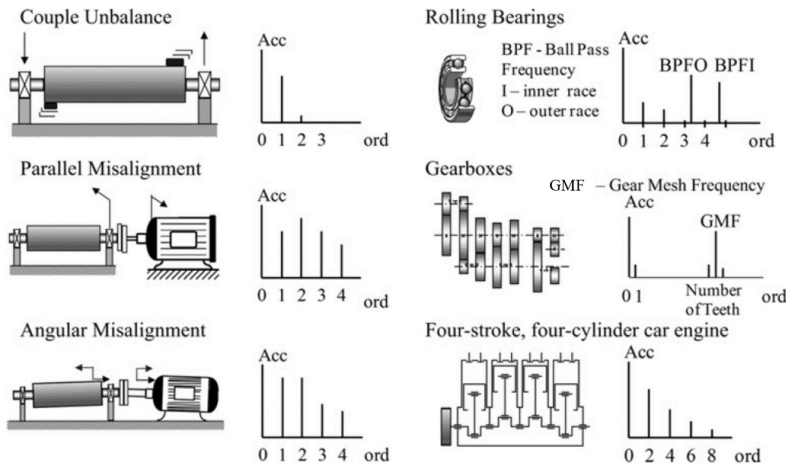 Couple Unbalance
Acc
0 1 2 3 ord
Parallel Misalignment
Acc
0 1 2 3 4 ord
Angular Misalignment
Acc
0 1 2 3 4 ord
Rolling Bearings
BPF - Ball Pass
Frequency
I – inner race
O – outer race
Acc
BPFO BPFI
0 1 2 3 4 ord
Gearboxes
GMF – Gear Mesh Frequency
Acc
GMF
0 1 Number ord
of Teeth
Four-stroke, four-cylinder car engine
Acc
0 2 4 6 8 ord